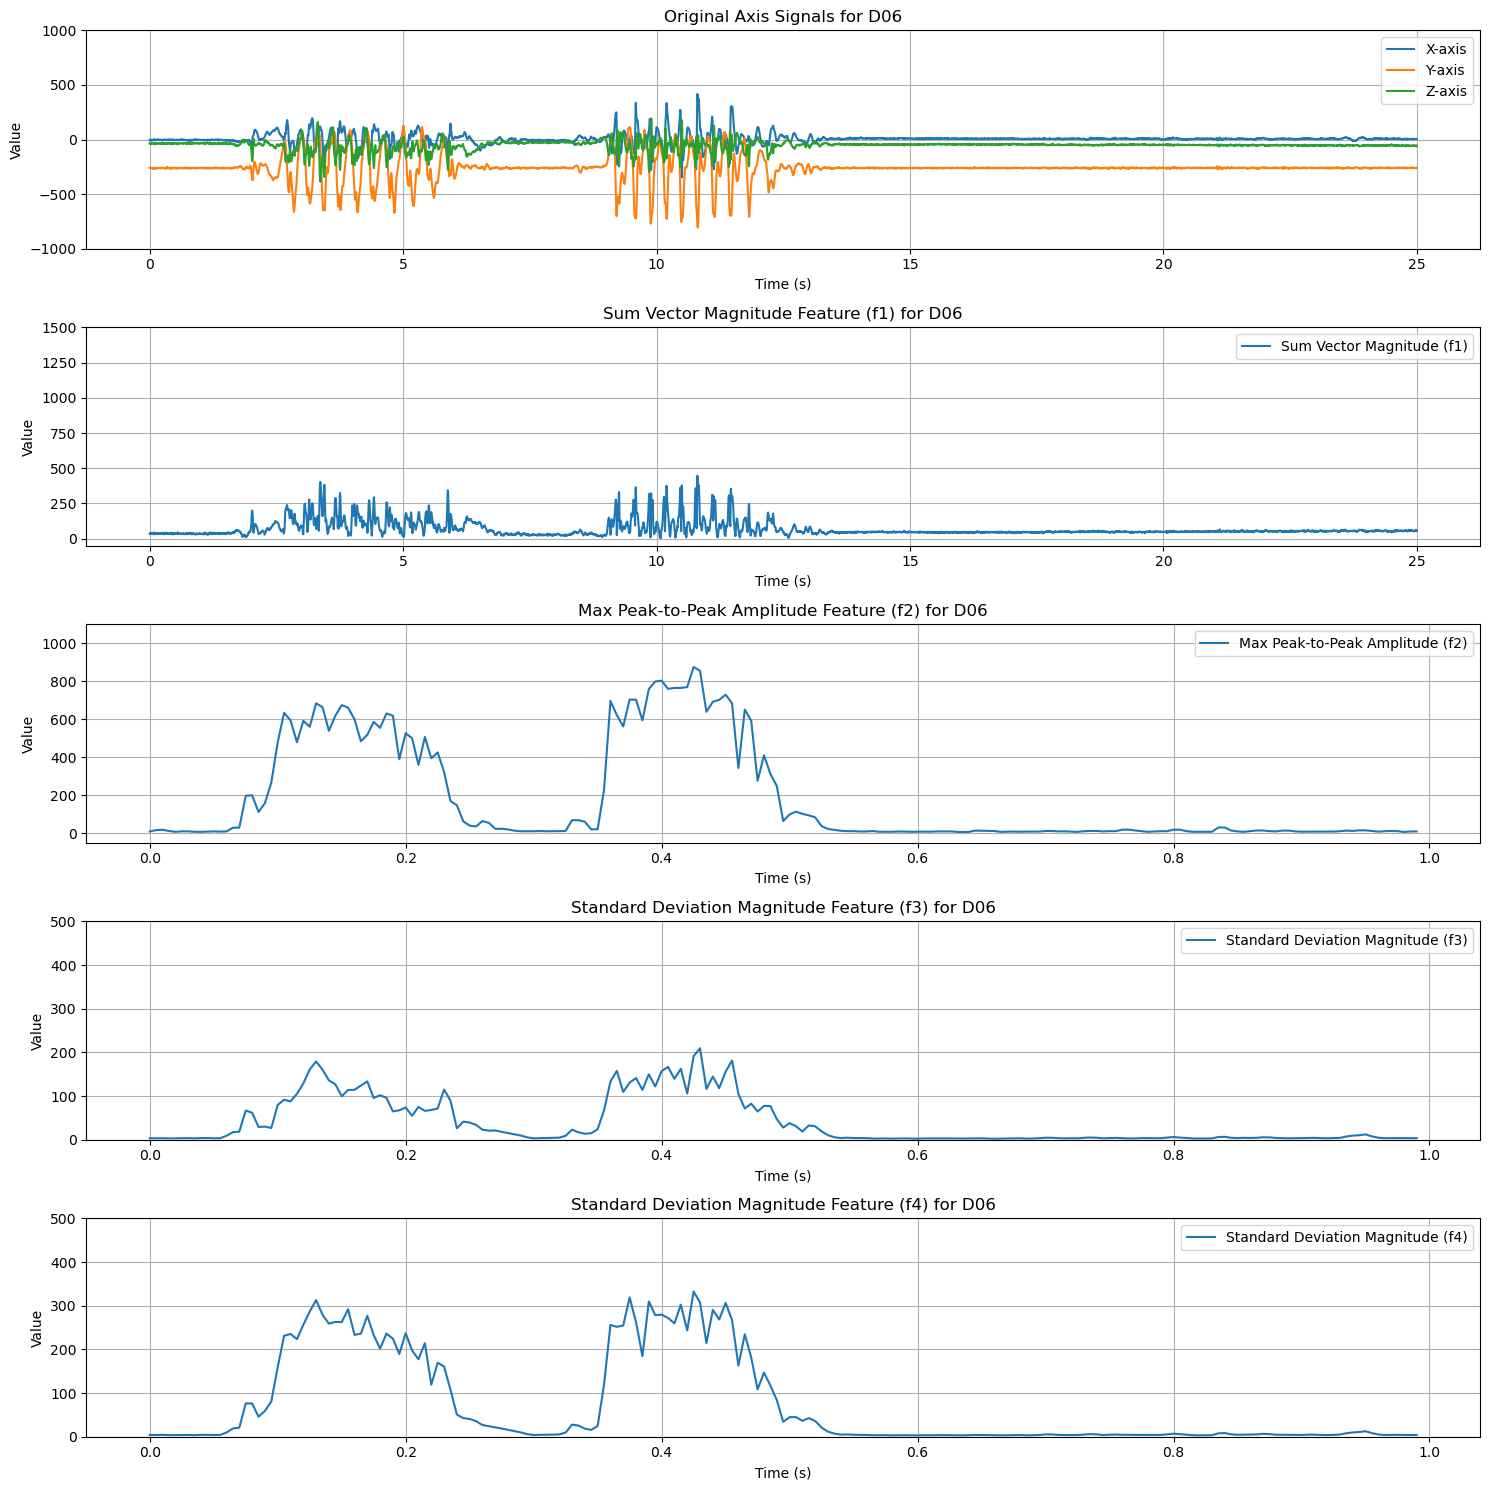 Original Axis Signals for D06
1000
500
0
−500
−1000
Value
X-axis
Y-axis
Z-axis
0 5 10 15 20 25
Time (s)
Sum Vector Magnitude Feature (f1) for D06
1500
1250
1000
750
500
250
0
Value
Sum Vector Magnitude (f1)
0 5 10 15 20 25
Time (s)
Max Peak-to-Peak Amplitude Feature (f2) for D06
1000
800
600
400
200
0
Value
Max Peak-to-Peak Amplitude (f2)
0.0 0.2 0.4 0.6 0.8 1.0
Time (s)
Standard Deviation Magnitude Feature (f3) for D06
500
400
300
200
100
0
Value
Standard Deviation Magnitude (f3)
0.0 0.2 0.4 0.6 0.8 1.0
Time (s)
Standard Deviation Magnitude Feature (f4) for D06
500
400
300
200
100
0
Value
Standard Deviation Magnitude (f4)
0.0 0.2 0.4 0.6 0.8 1.0
Time (s)